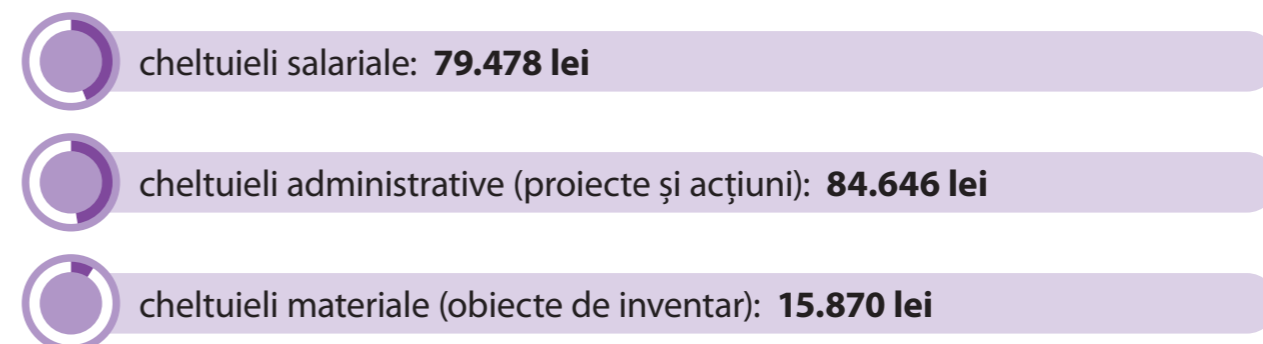 cheltuieli salariale: 79.478 lei
cheltuieli administrative (proiecte și acțiuni): 84.646 lei
cheltuieli materiale (obiecte de inventar): 15.870 lei